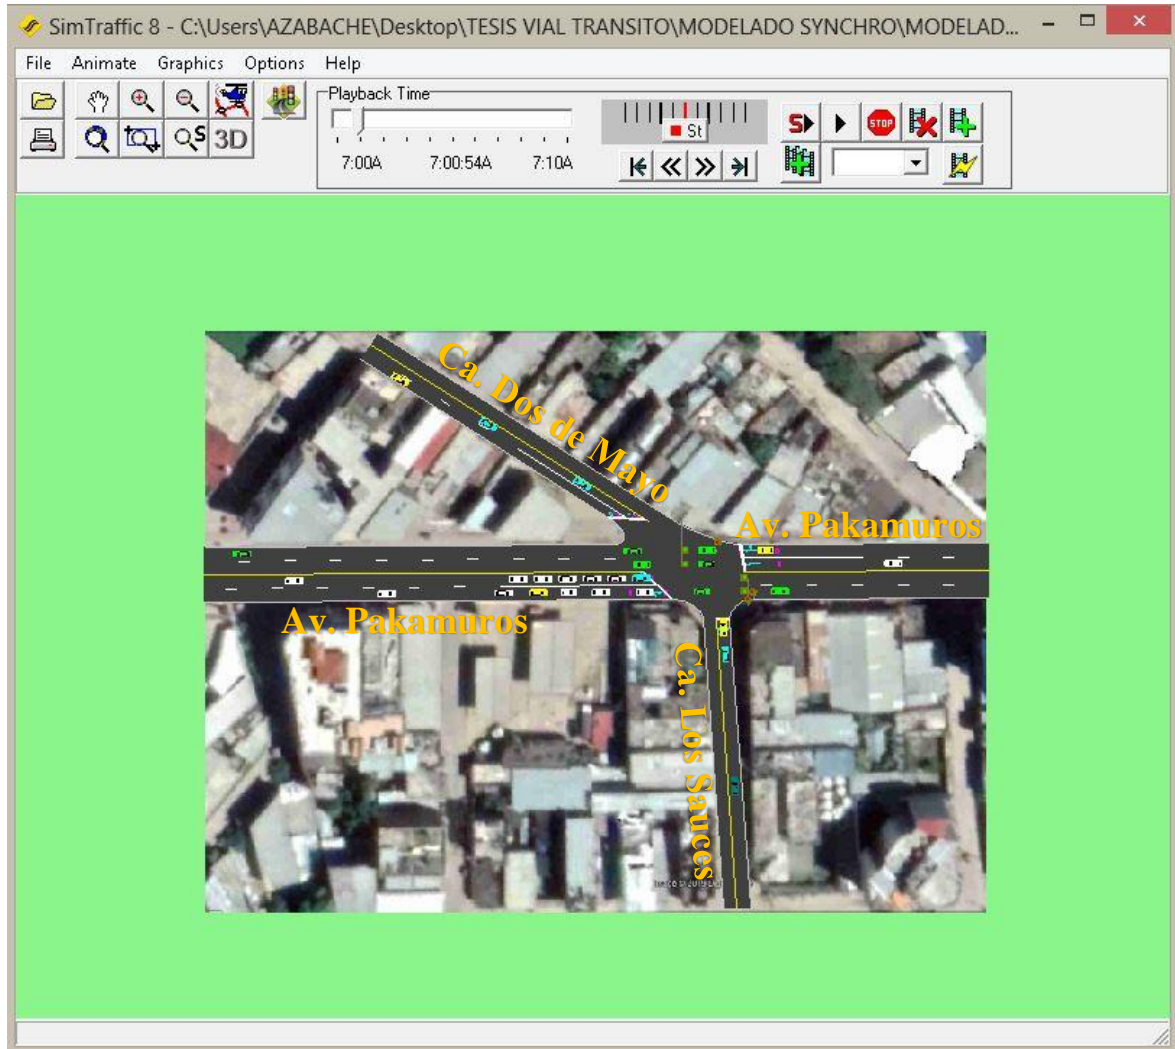 SimTraffic 8 - C:\Users\AZABACHE\Desktop\TESIS VIAL TRANSITO\MODELADO SYNCHRO\MODELAD...
File Animate Graphics Options Help
Playback Time
St
S
STOP
S
3D
7:00A 7:00:54A 7:10A
Ca. Dos de Mayo
Av. Pakamuros
Av. Pakamuros
Ca. Los Sauces